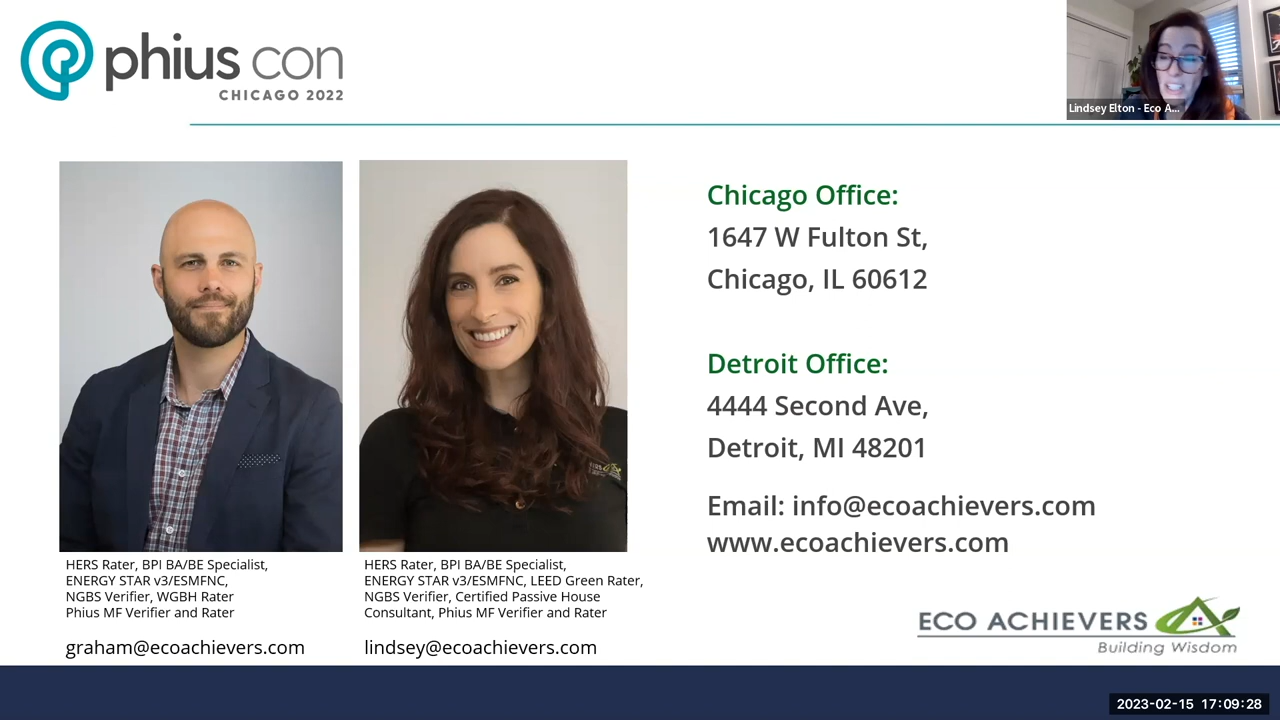 phius con
CHICAGO 2022
Lindsey Elton - Eco A...
Chicago Office:
1647 W Fulton St,
Chicago, IL 60612
Detroit Office:
4444 Second Ave,
Detroit, MI 48201
Email: info@ecoachievers.com
www.ecoachievers.com
HERS Rater, BPI BA/BE Specialist,
ENERGY STAR v3/ESMFNC,
NGBS Verifier, WGBH Rater
Phius MF Verifier and Rater
graham@ecoachievers.com
HERS Rater, BPI BA/BE Specialist,
ENERGY STAR v3/ESMFNC, LEED Green Rater,
NGBS Verifier, Certified Passive House
Consultant, Phius MF Verifier and Rater
lindsey@ecoachievers.com
ECO ACHIEVERS
Building Wisdom
2023-02-15 17:09:28